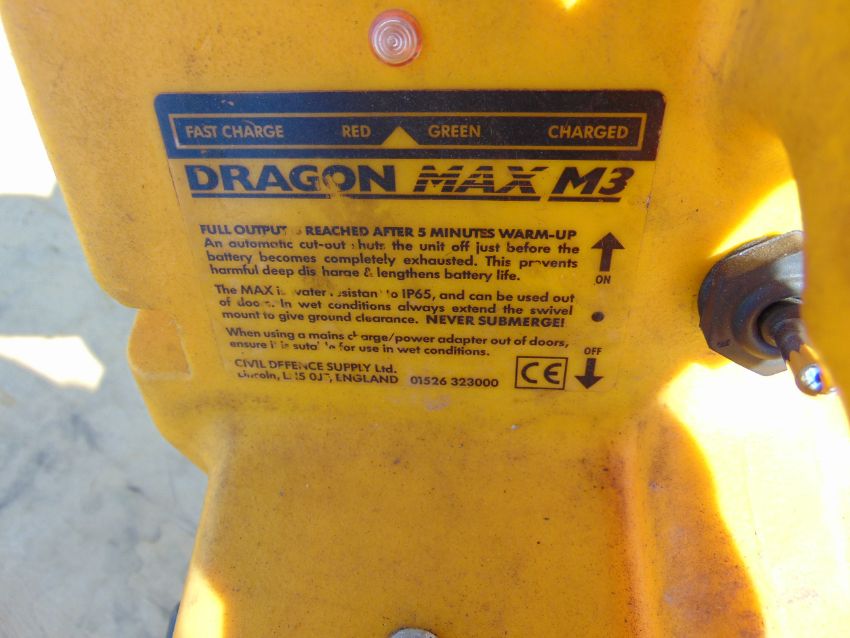 FAST CHARGE RED GREEN CHARGED
DRAGON MAX M3
FULL OUTPUT REACHED AFTER 5 MINUTES WARM-UP
An automatic cut-out shuts the unit off just before the
battery becomes completely exhausted. This prevents
harmful deep discharge & lengthens battery life.
ON
The MAX is water resistant to IP65, and can be used out
of doors. In wet conditions always extend the swivel
mount to give ground clearance. NEVER SUBMERGE!
When using a mains charge/power adapter out of doors,
ensure it is suitable for use in wet conditions.
OFF
CIVIL DEFENCE SUPPLY Ltd.
Lincoln, ENGLAND 01526 323000
CE